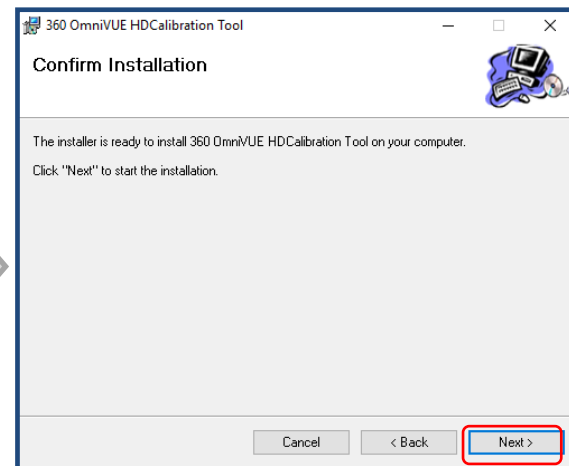 360 OmniVUE HDCalibration Tool
Confirm Installation
The installer is ready to install 360 OmniVUE HDCalibration Tool on your computer.
Click "Next" to start the installation.
Cancel
< Back
Next >